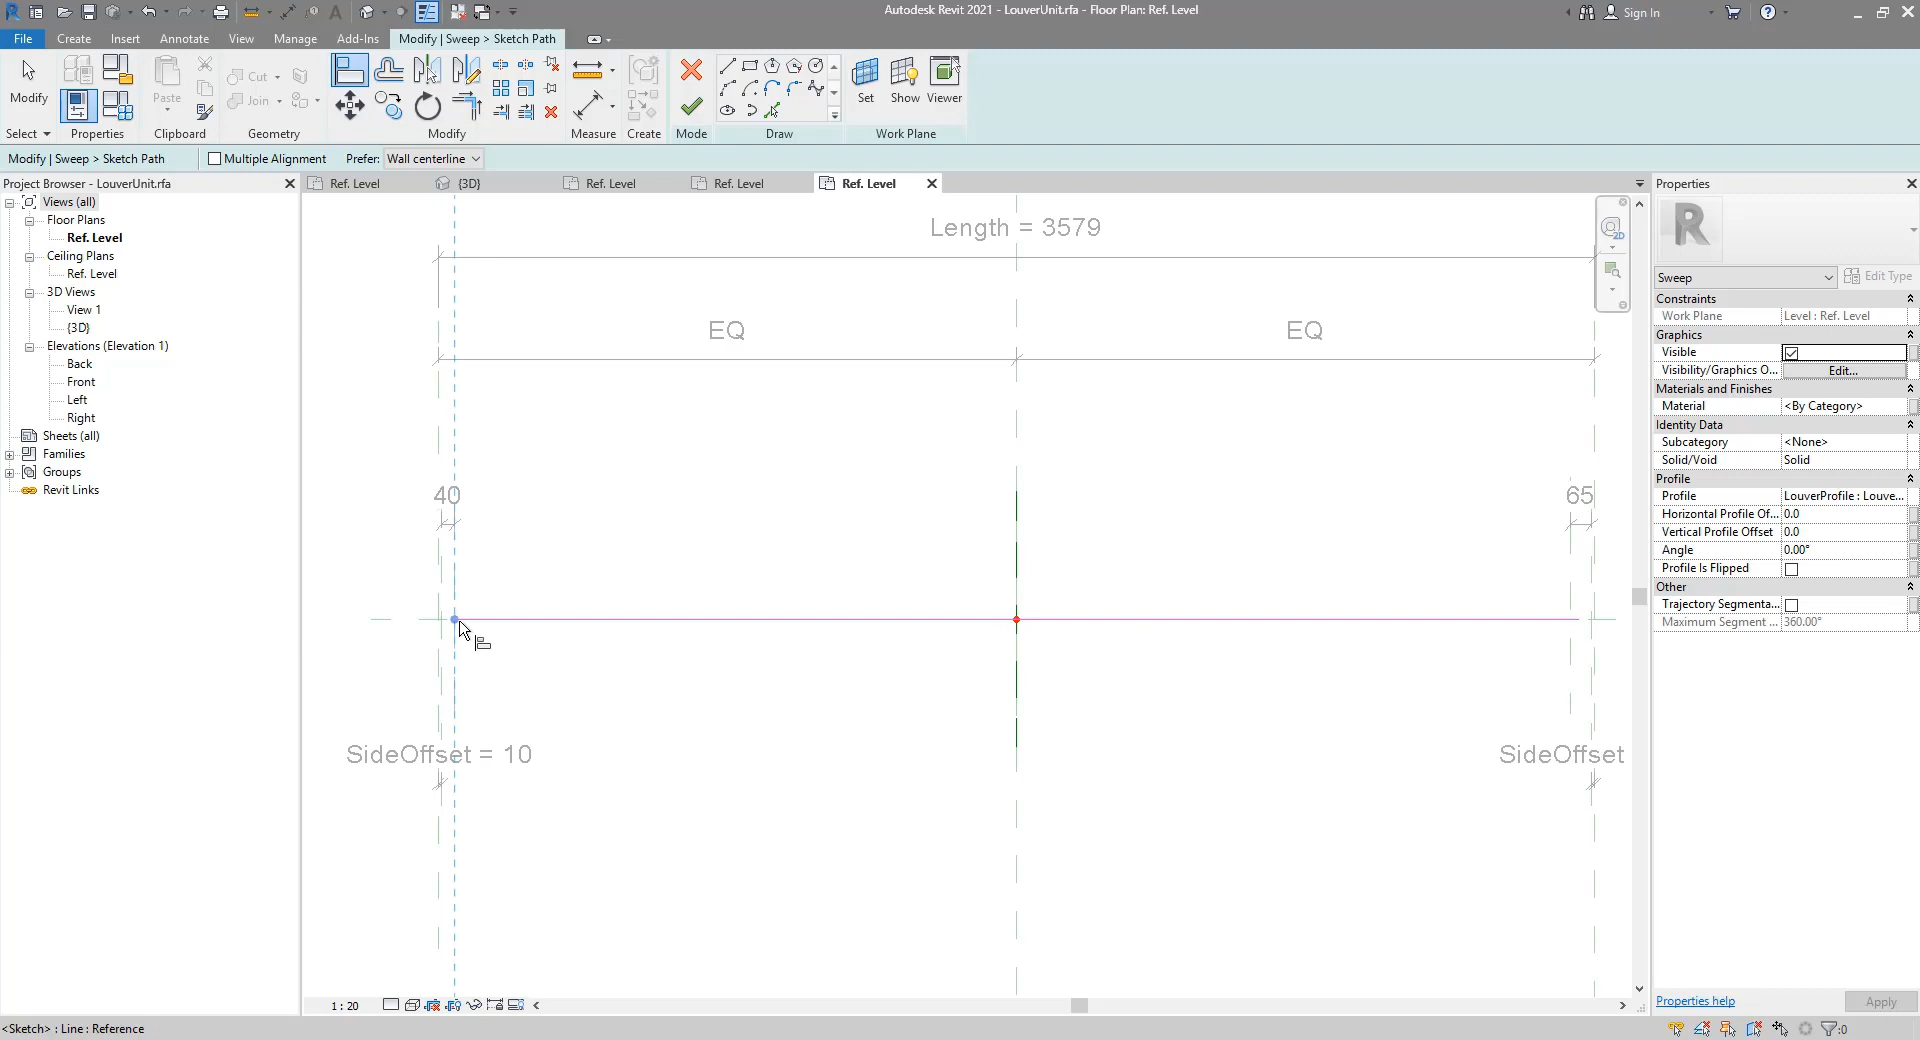 Autodesk Revit 2021 - LouverUnit.rfa - Floor Plan: Ref. Level
Sign In
File
Create
Insert
Annotate
View
Manage
Add-Ins
Modify | Sweep > Sketch Path
Modify
Paste
Cut
Join
Set
Show
Viewer
Select
Properties
Clipboard
Geometry
Modify
Measure
Create
Mode
Draw
Work Plane
Modify | Sweep > Sketch Path
Multiple Alignment
Prefer:
Wall centerline
Project Browser - LouverUnit.rfa
Views (all)
Floor Plans
Ref. Level
Ceiling Plans
Ref. Level
3D Views
View 1
{3D}
Elevations (Elevation 1)
Back
Front
Left
Right
Sheets (all)
Families
Groups
Revit Links
Ref. Level
{3D}
Ref. Level
Ref. Level
Ref. Level
Length = 3579
2D
EQ
EQ
40
65
SideOffset = 10
SideOffset
1 : 20
Properties
R
Sweep
Edit Type
Constraints
Work Plane
Level : Ref. Level
Graphics
Visible
Visibility/Graphics O...
Edit...
Materials and Finishes
Material
<By Category>
Identity Data
Subcategory
<None>
Solid/Void
Solid
Profile
Profile
LouverProfile : Louve...
Horizontal Profile Of...
0.0
Vertical Profile Offset
0.0
Angle
0.00°
Profile Is Flipped
Other
Trajectory Segmenta...
Maximum Segment ...
360.00°
Properties help
Apply
<Sketch> : Line : Reference
:0